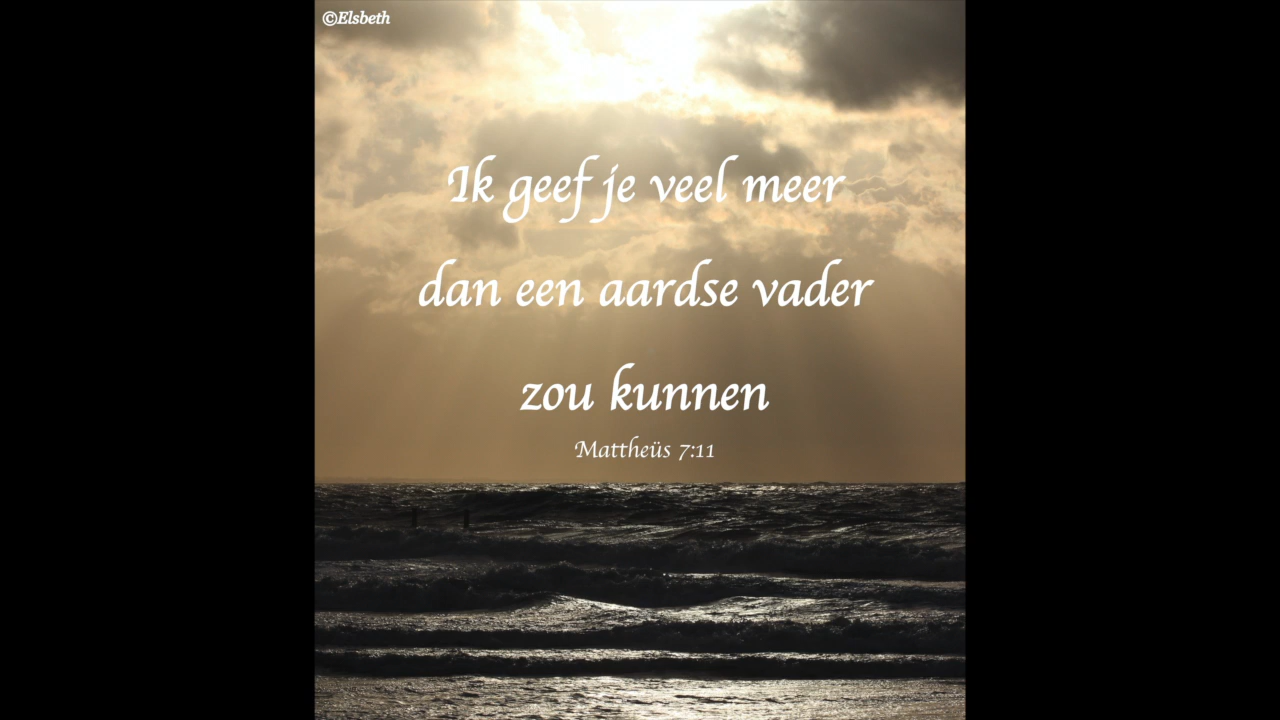 ©Elsbeth
Ik geef je veel meer
dan een aardse vader
zou kunnen
Mattheüs 7:11